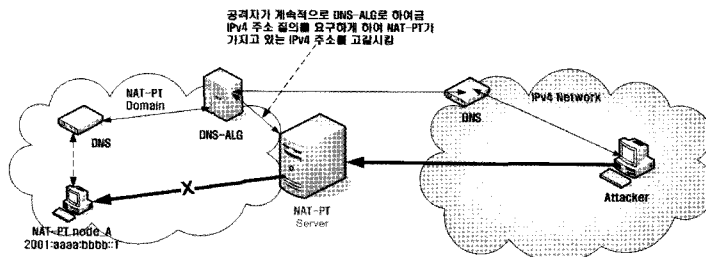 공격자가 계속적으로 DNS-ALG로 하여금
IPv4 주소 질의를 요구하게 하여 NAT-PT가
가지고 있는 IPv4 주소를 고갈시킴
NAT-PT
Domain
DNS
DNS-ALG
DNS
IPv4 Network
X
NAT-PT
Server
Attacker
NAT-PT node A
2001:aaaa:bbbb::1